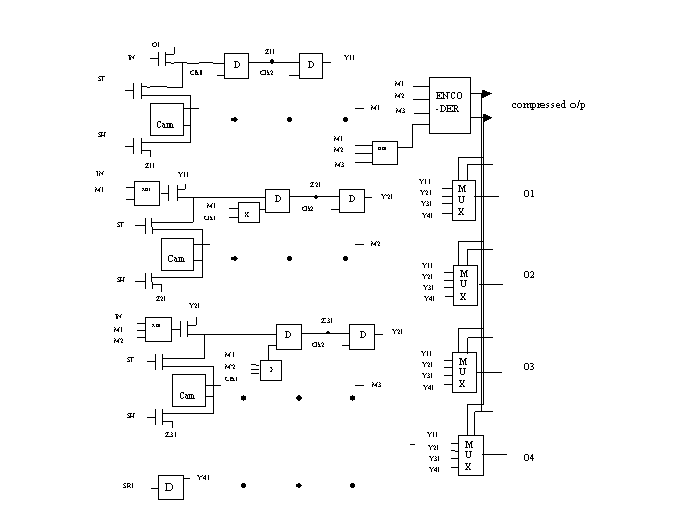 O1
IN
ST
Clk1
D
Z11
Clk2
D
Y11
Cam
M1
SH
Z11
M1
M2
M3
ENCO
-DER
compressed o/p
M1
M2
M3
IN
M1
Y11
M1
Clk1
D
Z21
Clk2
D
Y21
ST
Cam
M2
SH
Z21
Y11
Y21
Y31
Y41
M
U
X
O1
Y11
Y21
Y31
Y41
M
U
X
O2
IN
M1
M2
Y21
M1
M2
Clk1
D
Z31
Clk2
D
Y21
ST
Cam
M3
SH
Z31
Y11
Y21
Y31
Y41
M
U
X
O3
Y11
Y21
Y31
Y41
M
U
X
O4
SR1
D
Y41